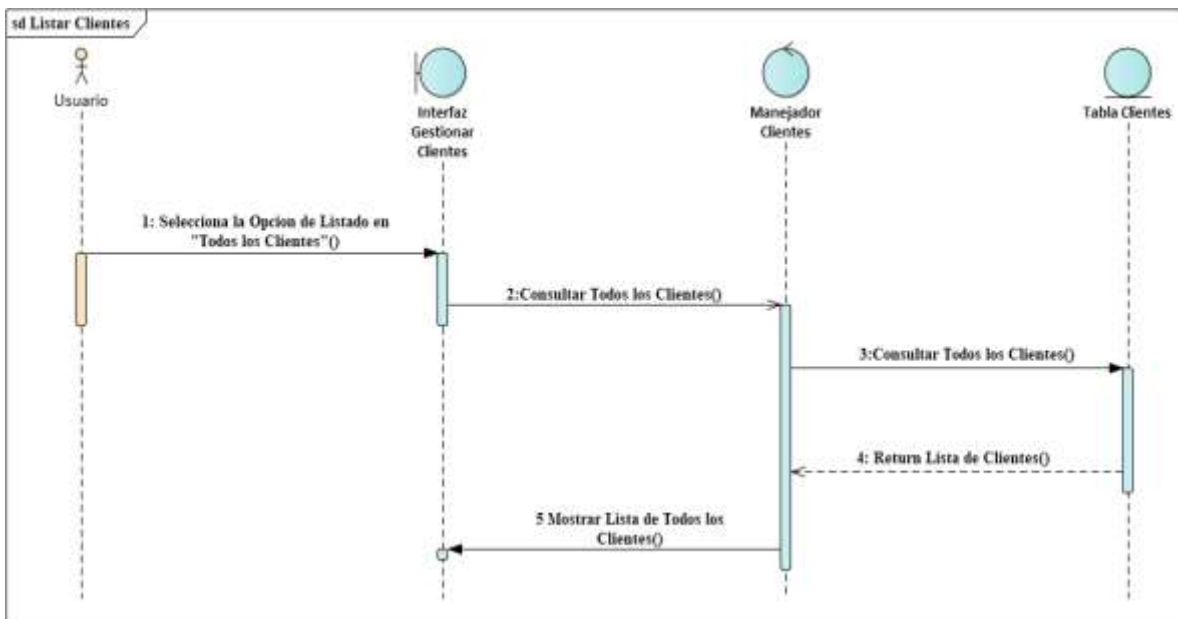 sd Listar Clientes
Usuario
Interfaz
Gestionar
Clientes
Manejador
Clientes
Tabla Clientes
1: Selecciona la Opcion de Listado en
"Todos los Clientes"()
2:Consultar Todos los Clientes()
3:Consultar Todos los Clientes()
4: Return Lista de Clientes()
5 Mostrar Lista de Todos los
Clientes()